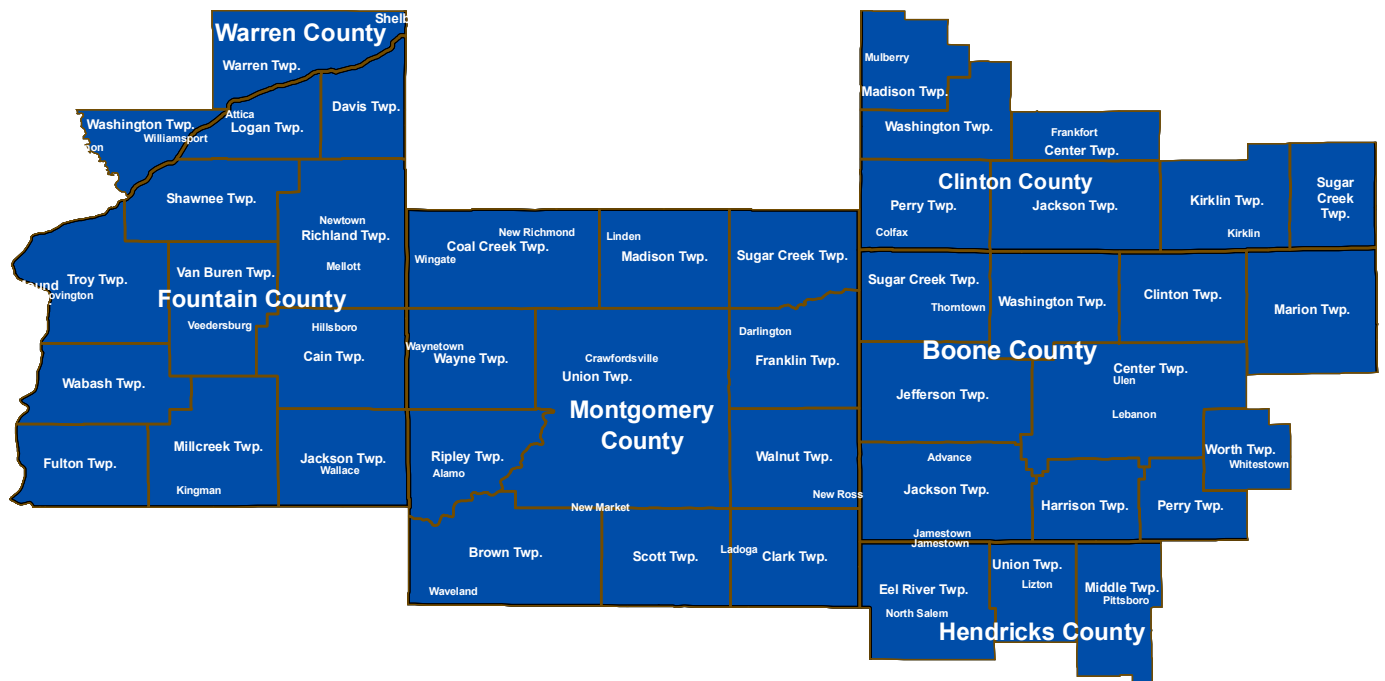 Shelb
Warren County
Warren Twp.
Davis Twp.
Attica
Logan Twp.
Washington Twp.
Williamsport
Shawnee Twp.
Newtown
Richland Twp.
Mellott
Van Buren Twp.
Troy Twp.
ovington
Fountain County
Veedersburg
Hillsboro
Cain Twp.
Wabash Twp.
Millcreek Twp.
Fulton Twp.
Kingman
Jackson Twp.
Wallace
New Richmond
Coal Creek Twp.
Wingate
Linden
Madison Twp.
Sugar Creek Twp.
Waynetown
Wayne Twp.
Crawfordsville
Union Twp.
Darlington
Franklin Twp.
Montgomery
County
Ripley Twp.
Alamo
Walnut Twp.
New Ross
New Market
Brown Twp.
Waveland
Scott Twp.
Ladoga
Clark Twp.
Mulberry
Madison Twp.
Washington Twp.
Frankfort
Center Twp.
Clinton County
Perry Twp.
Colfax
Jackson Twp.
Kirklin Twp.
Kirklin
Sugar
Creek
Twp.
Sugar Creek Twp.
Thorntown
Washington Twp.
Clinton Twp.
Marion Twp.
Boone County
Center Twp.
Ulen
Lebanon
Jefferson Twp.
Worth Twp.
Whitestown
Advance
Jackson Twp.
Harrison Twp.
Perry Twp.
Jamestown
Jamestown
Union Twp.
Lizton
Eel River Twp.
North Salem
Middle Twp.
Pittsboro
Hendricks County